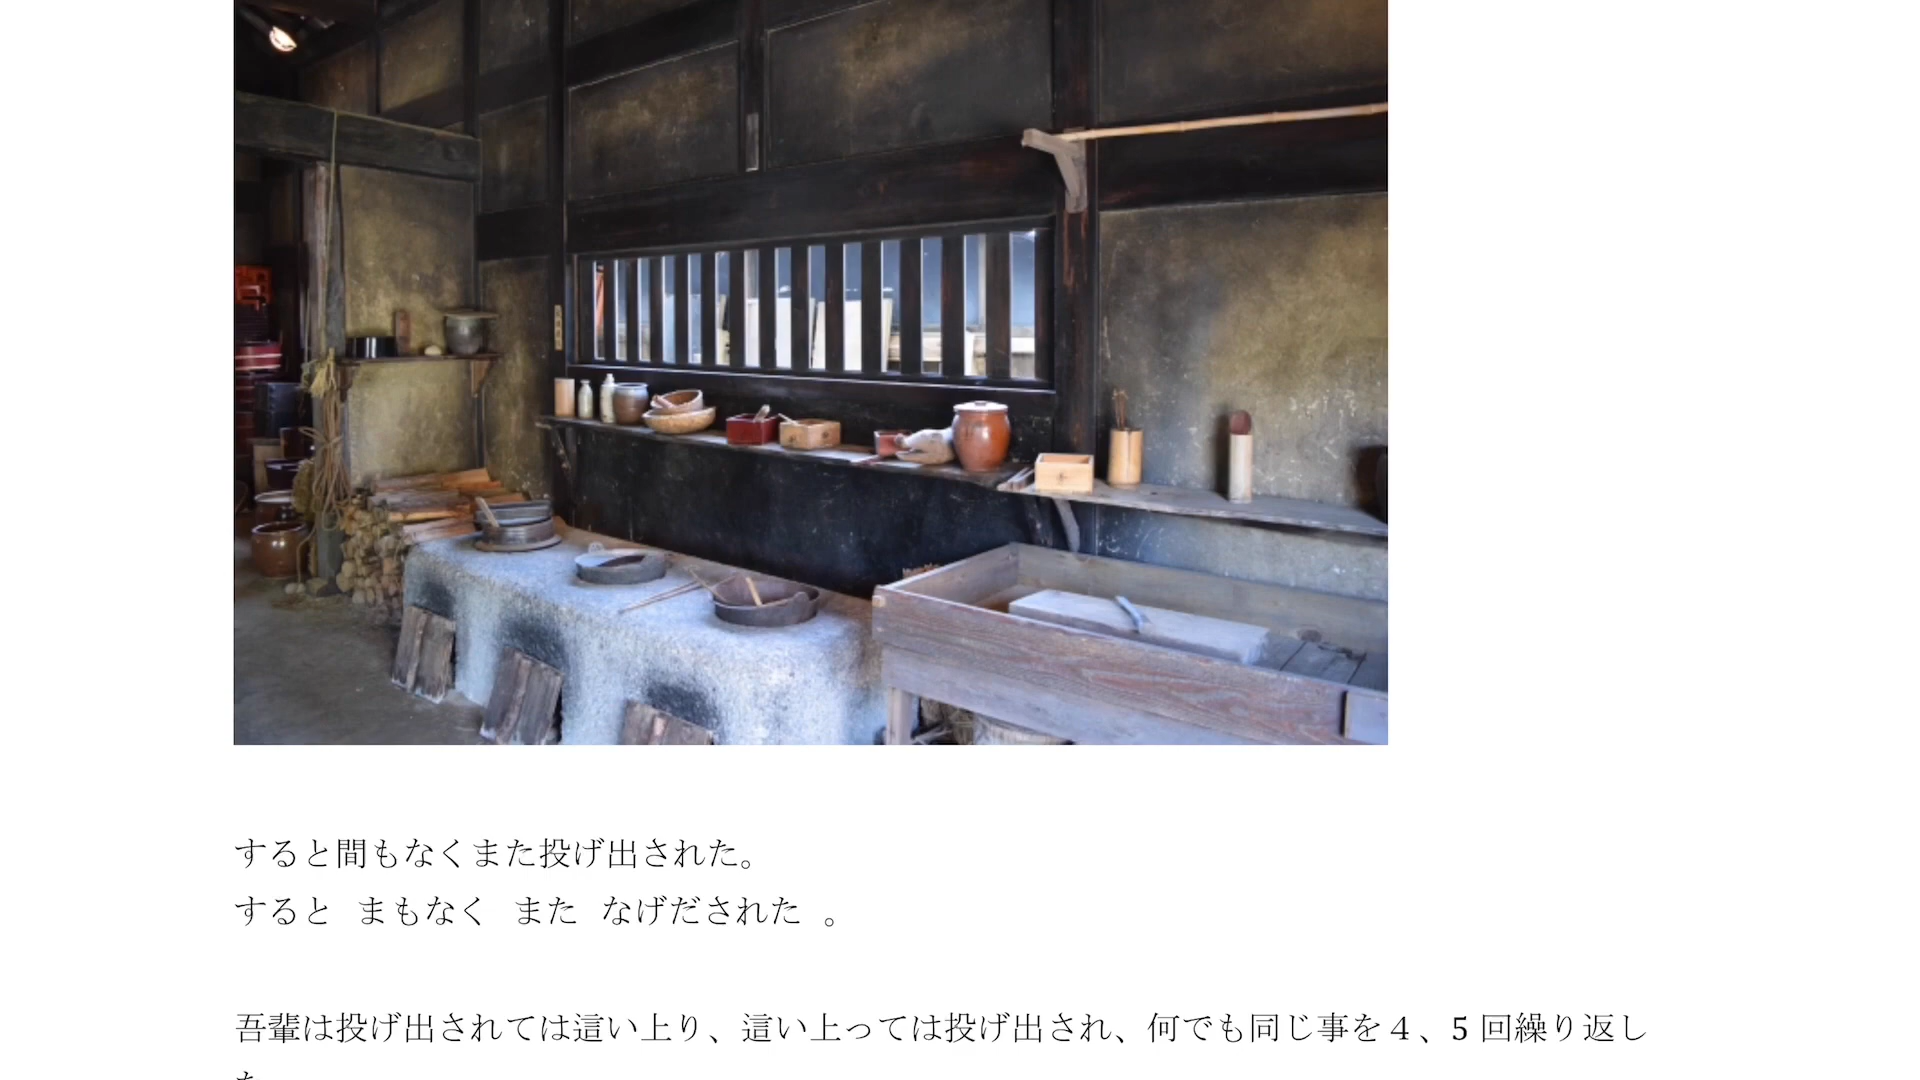 すると間もなくまた投げ出された。
すると まもなく また なげだされた 。
吾輩は投げ出されては這い上り、這い上っては投げ出され、何でも同じ事を４、5 回繰り返し
た